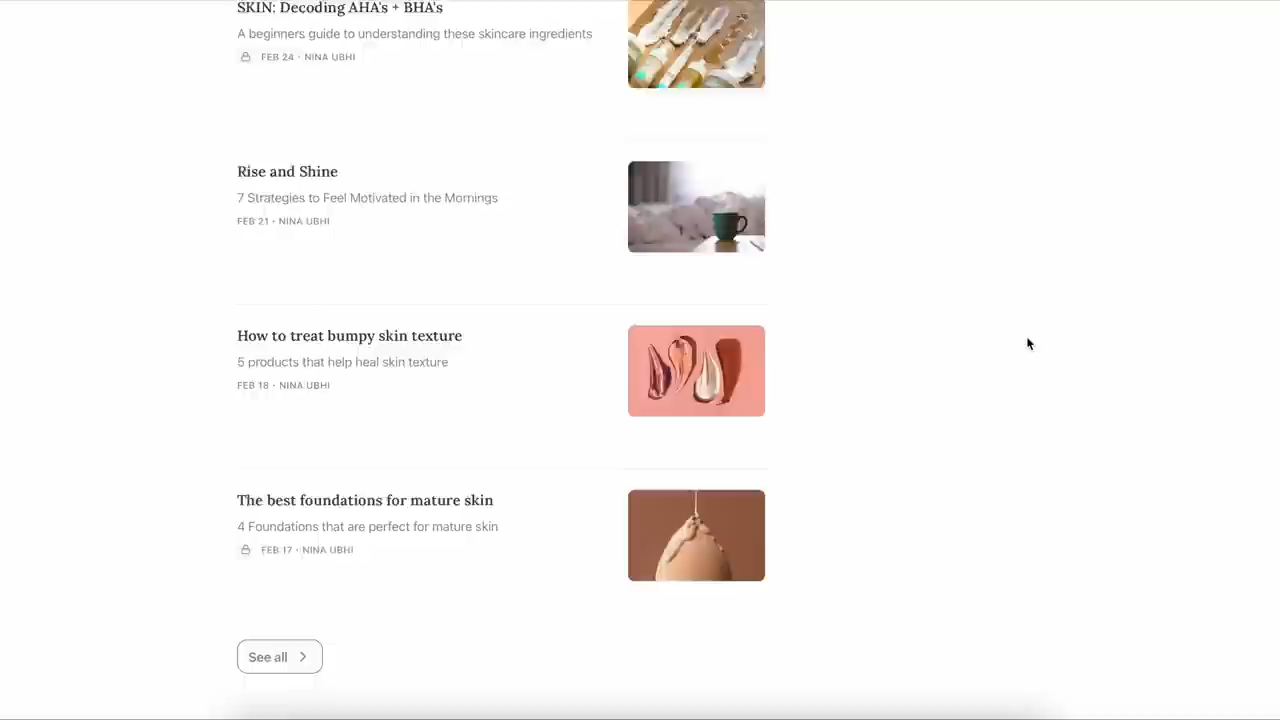 SKIN: Decoding AHA's + BHA's
A beginners guide to understanding these skincare ingredients
FEB 24 · NINA UBHI
Rise and Shine
7 Strategies to Feel Motivated in the Mornings
FEB 21 · NINA UBHI
How to treat bumpy skin texture
5 products that help heal skin texture
FEB 18 · NINA UBHI
The best foundations for mature skin
4 Foundations that are perfect for mature skin
FEB 17 · NINA UBHI
See all